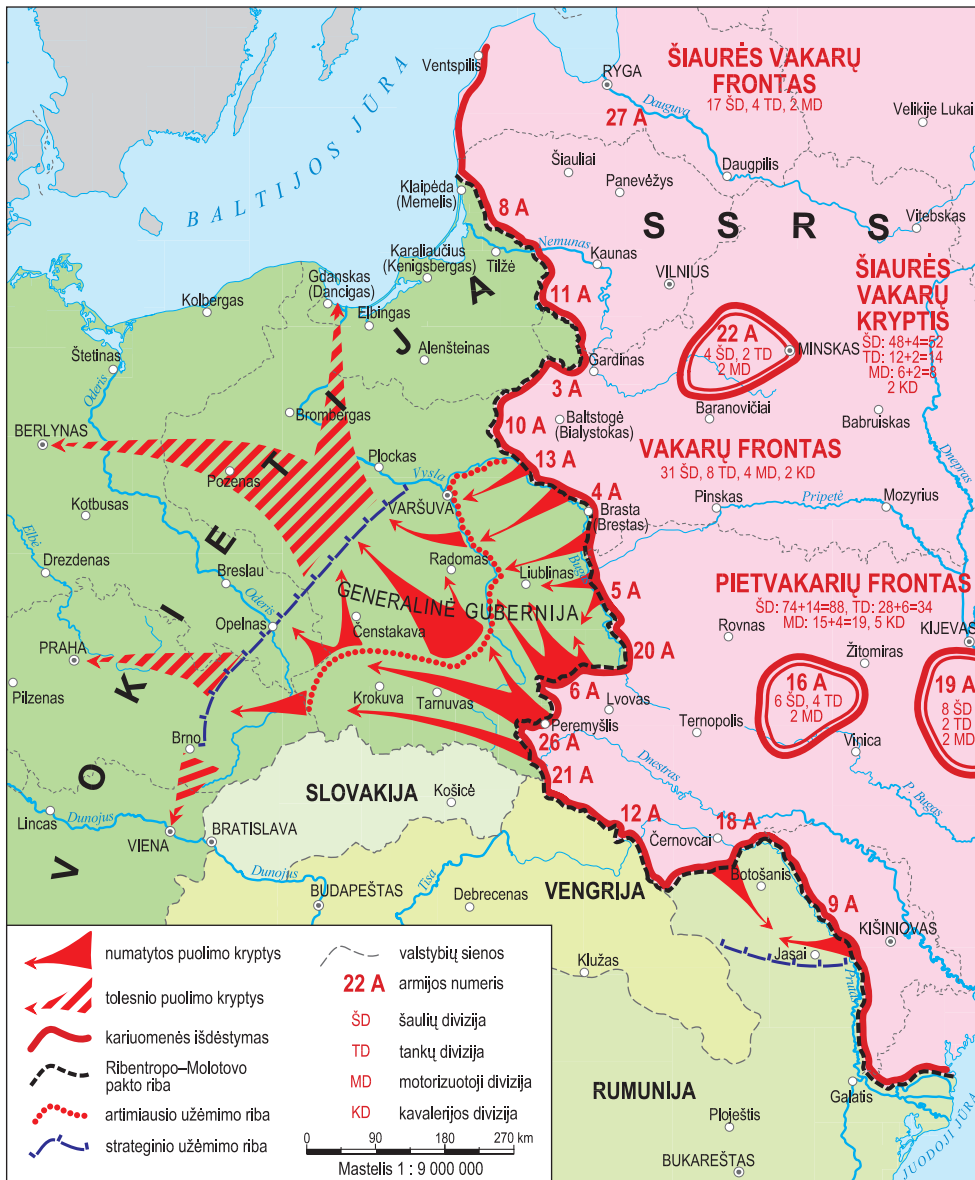 BALTIJOS JŪRA
Ventspilis
RYGA
ŠIAURĖS VAKARŲ
FRONTAS
17 ŠD, 4 TD, 2 MD
27 A
Dauguva
Velikije Lukai
Šiauliai
Panevėžys
Daugpilis
Vitebskas
Klaipėda
(Memelis)
8 A
S S R S
Karaliaučius
(Kenigsbergas)
Tilžė
Nemunas
Kaunas
VILNIUS
Gdanskas
(Dancigas)
Elbingas
Kolbergas
11 A
ŠIAURĖS
VAKARŲ
KRYPTIS
ŠD: 48+4=52
TD: 12+2=14
MD: 6+2=8
2 KD
22 A
4 ŠD, 2 TD
2 MD
MINSKAS
Štetinas
Oderis
Alenšteinas
Gardinas
3 A
Baranovičiai
Babruiskas
Brombergas
10 A
Baltstogė
(Bialystokas)
BERLYNAS
Plockas
13 A
VAKARŲ FRONTAS
31 ŠD, 8 TD, 4 MD, 2 KD
Dnepras
Poženas
Vysla
VARŠUVA
4 A
Brasta
(Brestas)
Pinskas
Pripetė
Mozyrius
Kotbusas
Elbė
Drezdenas
Breslau
Oderis
Radomas
Liublinas
Bugas
5 A
PIETVAKARIŲ FRONTAS
ŠD: 74+14=88, TD: 28+6=34
MD: 15+4=19, 5 KD
GENERALINĖ GUBERNIJA
Opelnas
Čenstakava
Rovnas
KIJEVAS
20 A
Žitomiras
PRAHA
Pilzenas
Krokuva
Tarnuvas
6 A
Lvovas
16 A
6 ŠD, 4 TD
2 MD
19 A
8 ŠD
2 TD
2 MD
Peremyšlis
Ternopolis
Vinica
26 A
Brno
21 A
Dnestras
P. Bugas
VOKIETIJA
SLOVAKIJA
Košicė
Lincas
Dunojus
VIENA
BRATISLAVA
12 A
18 A
Černovcai
Botošanis
Dunojus
BUDAPEŠTAS
Tisa
Debrecenas
VENGRIJA
9 A
KIŠINIOVAS
Klužas
Jasai
Prutas
RUMUNIJA
Galatis
Ploještis
BUKAREŠTAS
JUODOJI JŪRA
numatytos puolimo kryptys
tolesnio puolimo kryptys
kariuomenės išdėstymas
Ribentropo–Molotovo
pakto riba
artimiausio užėmimo riba
strateginio užėmimo riba
valstybių sienos
22 A armijos numeris
ŠD šaulių divizija
TD tankų divizija
MD motorizuotoji divizija
KD kavalerijos divizija
0 90 180 270 km
Mastelis 1 : 9 000 000